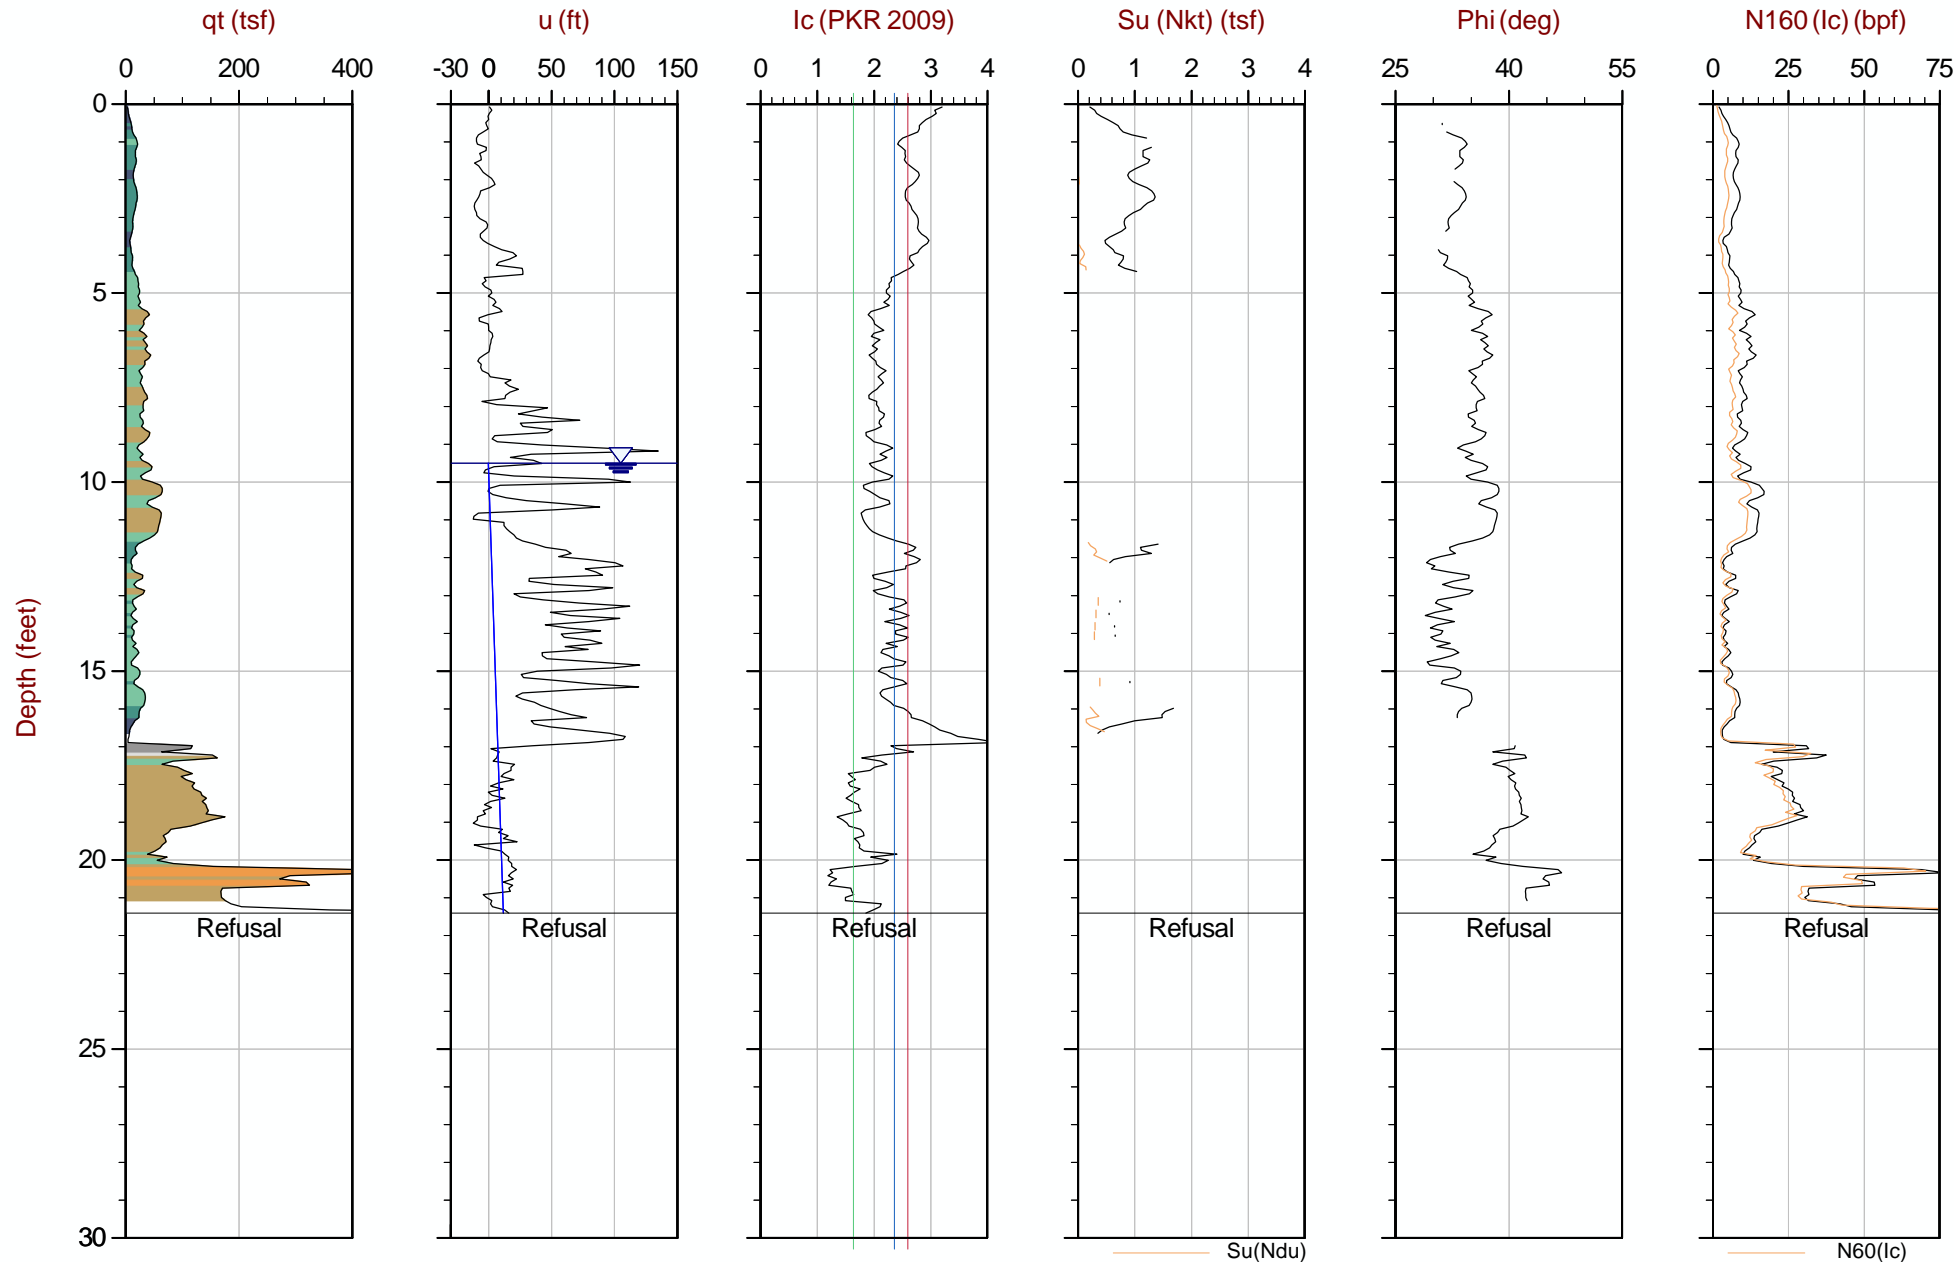 qt (tsf) u (ft) Ic (PKR 2009) Su (Nkt) (tsf) Phi (deg) N160 (Ic) (bpf)
0 200 400 -30 0 50 100 150 0 1 2 3 4 0 1 2 3 4 25 40 55 0 25 50 75
0
5
10
15
20
25
30
Depth (feet)
Refusal Refusal Refusal Refusal Refusal Refusal
Su(Ndu) N60(Ic)